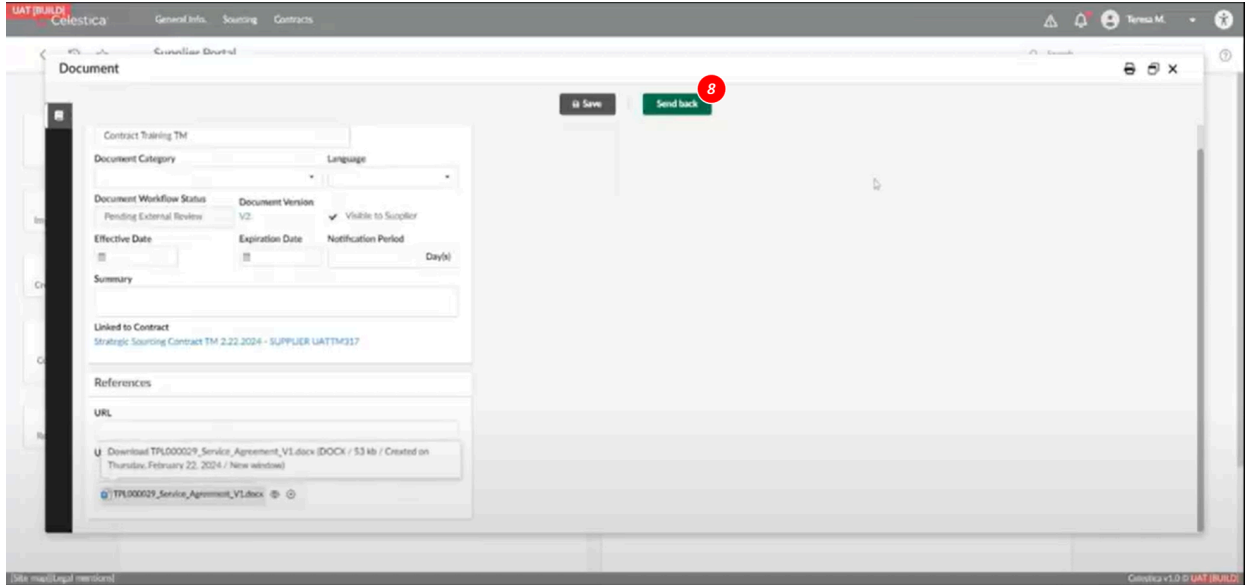 UAT [BUILD]
Celestica General Info. Sourcing Contracts Teresa M.
Supplier Portal Search
Document
8
Save Send back
Contract Training TM
Document Category Language
Document Workflow Status Document Version
Pending External Review V2 Visible to Supplier
Effective Date Expiration Date Notification Period
Day(s)
Summary
Linked to Contract
Strategic Sourcing Contract TM 2.22.2024 - SUPPLIER UATTM317
References
URL
U Download TPL000029_Service_Agreement_V1.docx (DOCX / 53 kb / Created on
Thursday, February 22, 2024 / New window)
TPL000029_Service_Agreement_V1.docx
[Site map][Legal mentions] Celestica v1.0 © UAT [BUILD]